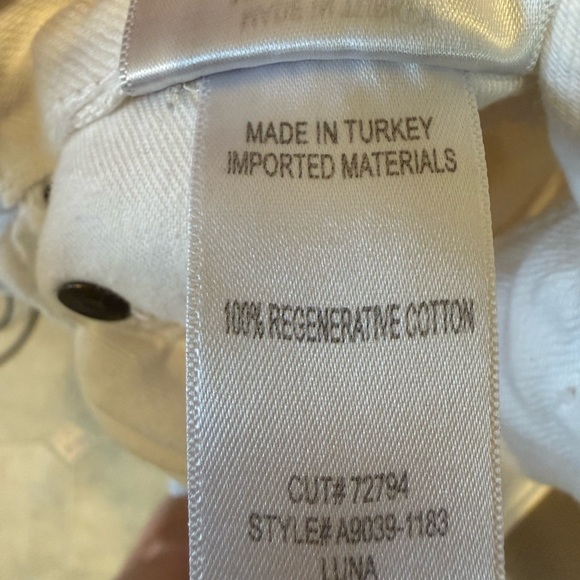 MADE IN TURKEY
IMPORTED MATERIALS
100% REGENERATIVE COTTON
CUT# 72794
STYLE# A9039-1183
LUNA